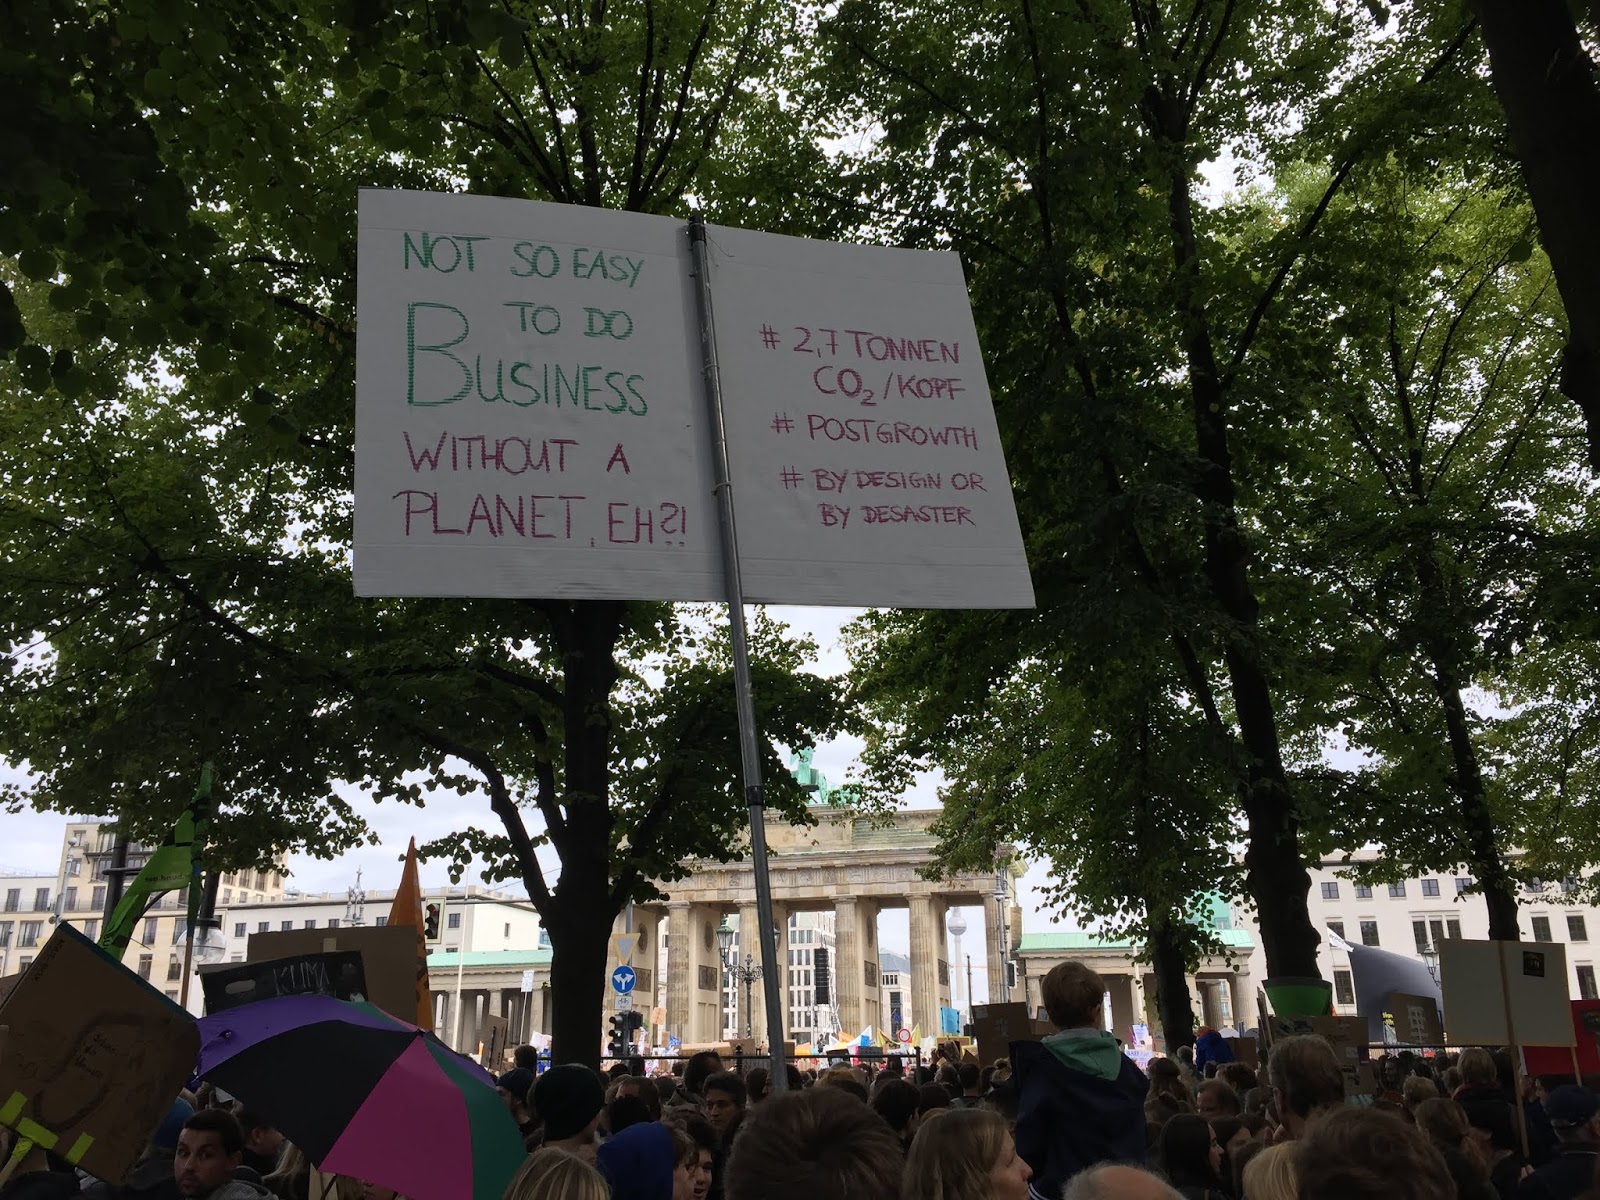 NOT SO EASY
TO DO
BUSINESS
WITHOUT A
PLANET, EH?!
# 2,7 TONNEN
CO₂/KOPF
# POSTGROWTH
# BY DESIGN OR
BY DESASTER
KLIMA